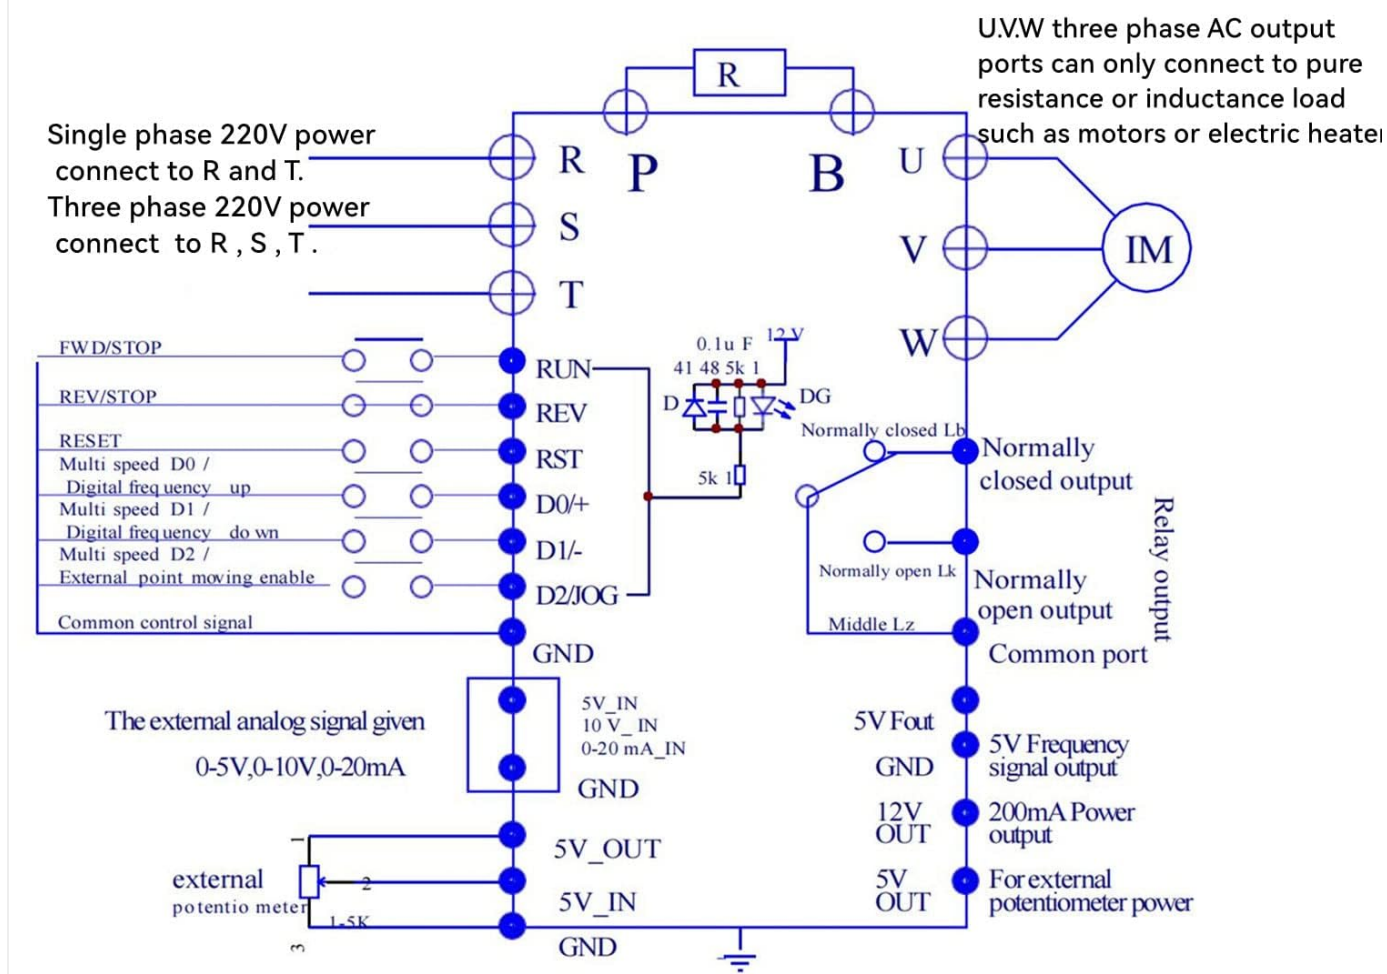 U.V.W three phase AC output
ports can only connect to pure
resistance or inductance load
such as motors or electric heater
R
Single phase 220V power
connect to R and T.
Three phase 220V power
connect to R , S , T .
R
P
B
U
S
V
IM
T
W
FWD/STOP
REV/STOP
RESET
Multi speed D0 /
Digital frequency up
Multi speed D1 /
Digital frequency do wn
Multi speed D2 /
External point moving enable
Common control signal
RUN
REV
RST
D0/+
D1/-
D2/JOG
GND
12V
0.1u F
41 48 5k 1
D
DG
5k 1
Normally closed Lb
Normally
closed output
Normally open Lk
Normally
open output
Middle Lz
Common port
Relay output
The external analog signal given
0-5V,0-10V,0-20mA
5V_IN
10 V_ IN
0-20 mA_IN
GND
5V Fout
5V Frequency
signal output
GND
12V
OUT
200mA Power
output
5V
OUT
For external
potentiometer power
1
external
potentio meter
2
1-5K
3
5V_OUT
5V_IN
GND